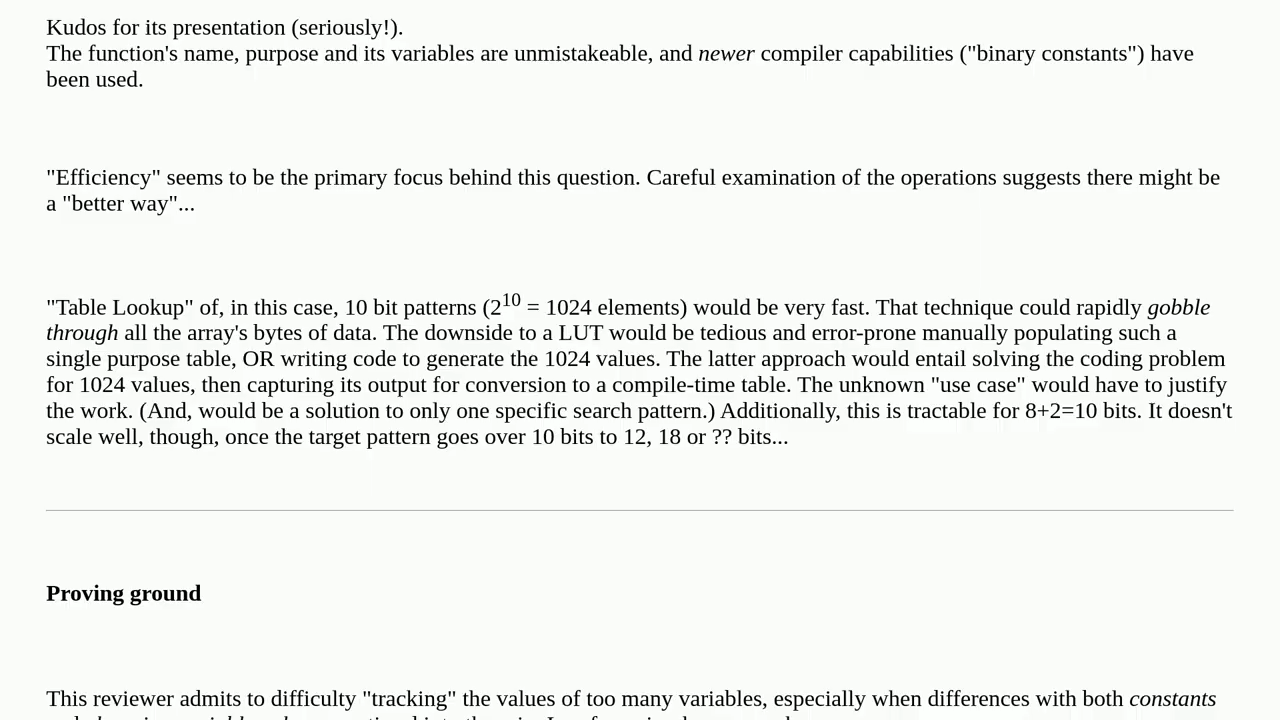 Kudos for its presentation (seriously!).
The function's name, purpose and its variables are unmistakeable, and newer compiler capabilities ("binary constants") have
been used.
"Efficiency" seems to be the primary focus behind this question. Careful examination of the operations suggests there might be
a "better way"...
"Table Lookup" of, in this case, 10 bit patterns (2^10 = 1024 elements) would be very fast. That technique could rapidly gobble
through all the array's bytes of data. The downside to a LUT would be tedious and error-prone manually populating such a
single purpose table, OR writing code to generate the 1024 values. The latter approach would entail solving the coding problem
for 1024 values, then capturing its output for conversion to a compile-time table. The unknown "use case" would have to justify
the work. (And, would be a solution to only one specific search pattern.) Additionally, this is tractable for 8+2=10 bits. It doesn't
scale well, though, once the target pattern goes over 10 bits to 12, 18 or ?? bits...
Proving ground
This reviewer admits to difficulty "tracking" the values of too many variables, especially when differences with both constants